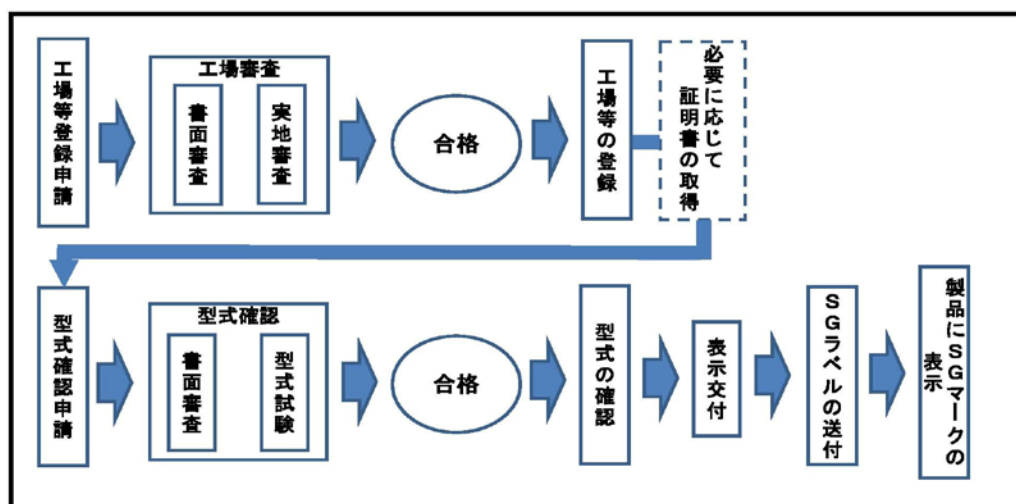 工場等登録申請
工場審査
書面審査
実地審査
合格
工場等の登録
必要に応じて
証明書の取得
型式確認申請
型式確認
書面審査
型式試験
合格
型式の確認
表示交付
SGラベルの送付
製品にSGマークの
表示